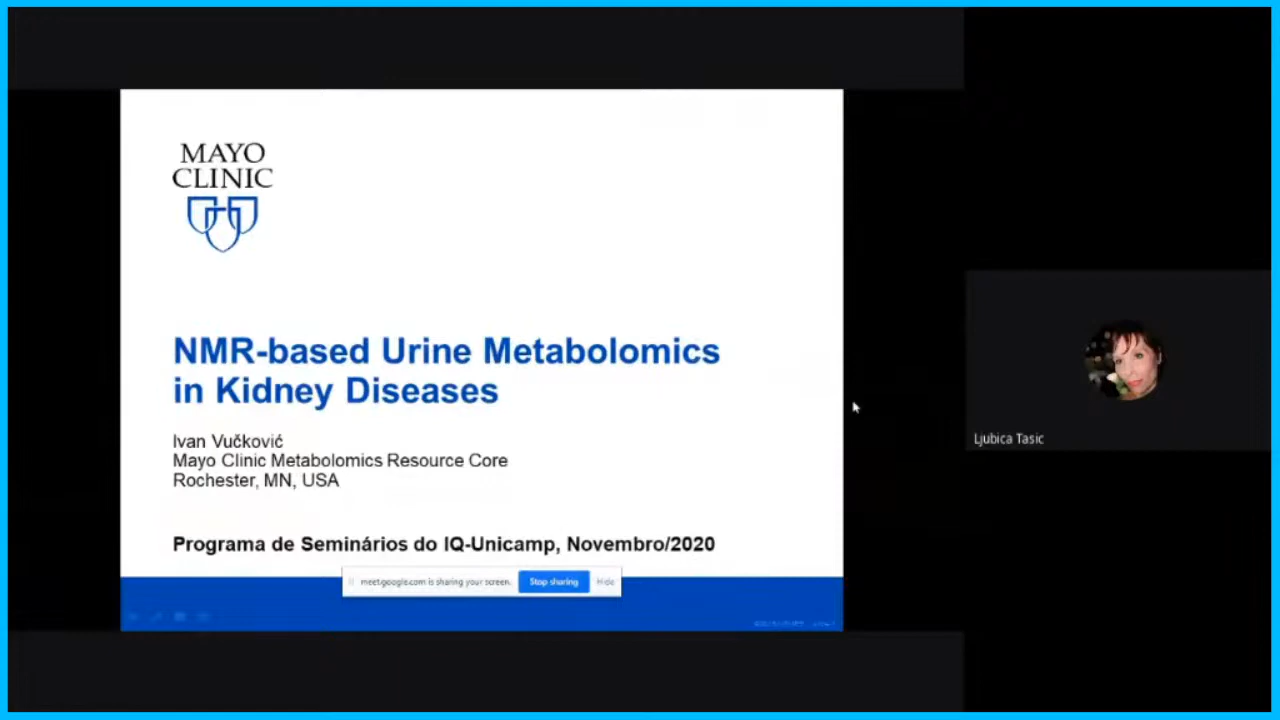 MAYO
CLINIC
NMR-based Urine Metabolomics
in Kidney Diseases
Ivan Vučković
Mayo Clinic Metabolomics Resource Core
Rochester, MN, USA
Programa de Seminários do IQ-Unicamp, Novembro/2020
meet.google.com is sharing your screen. Stop sharing Hide
Ljubica Tasic